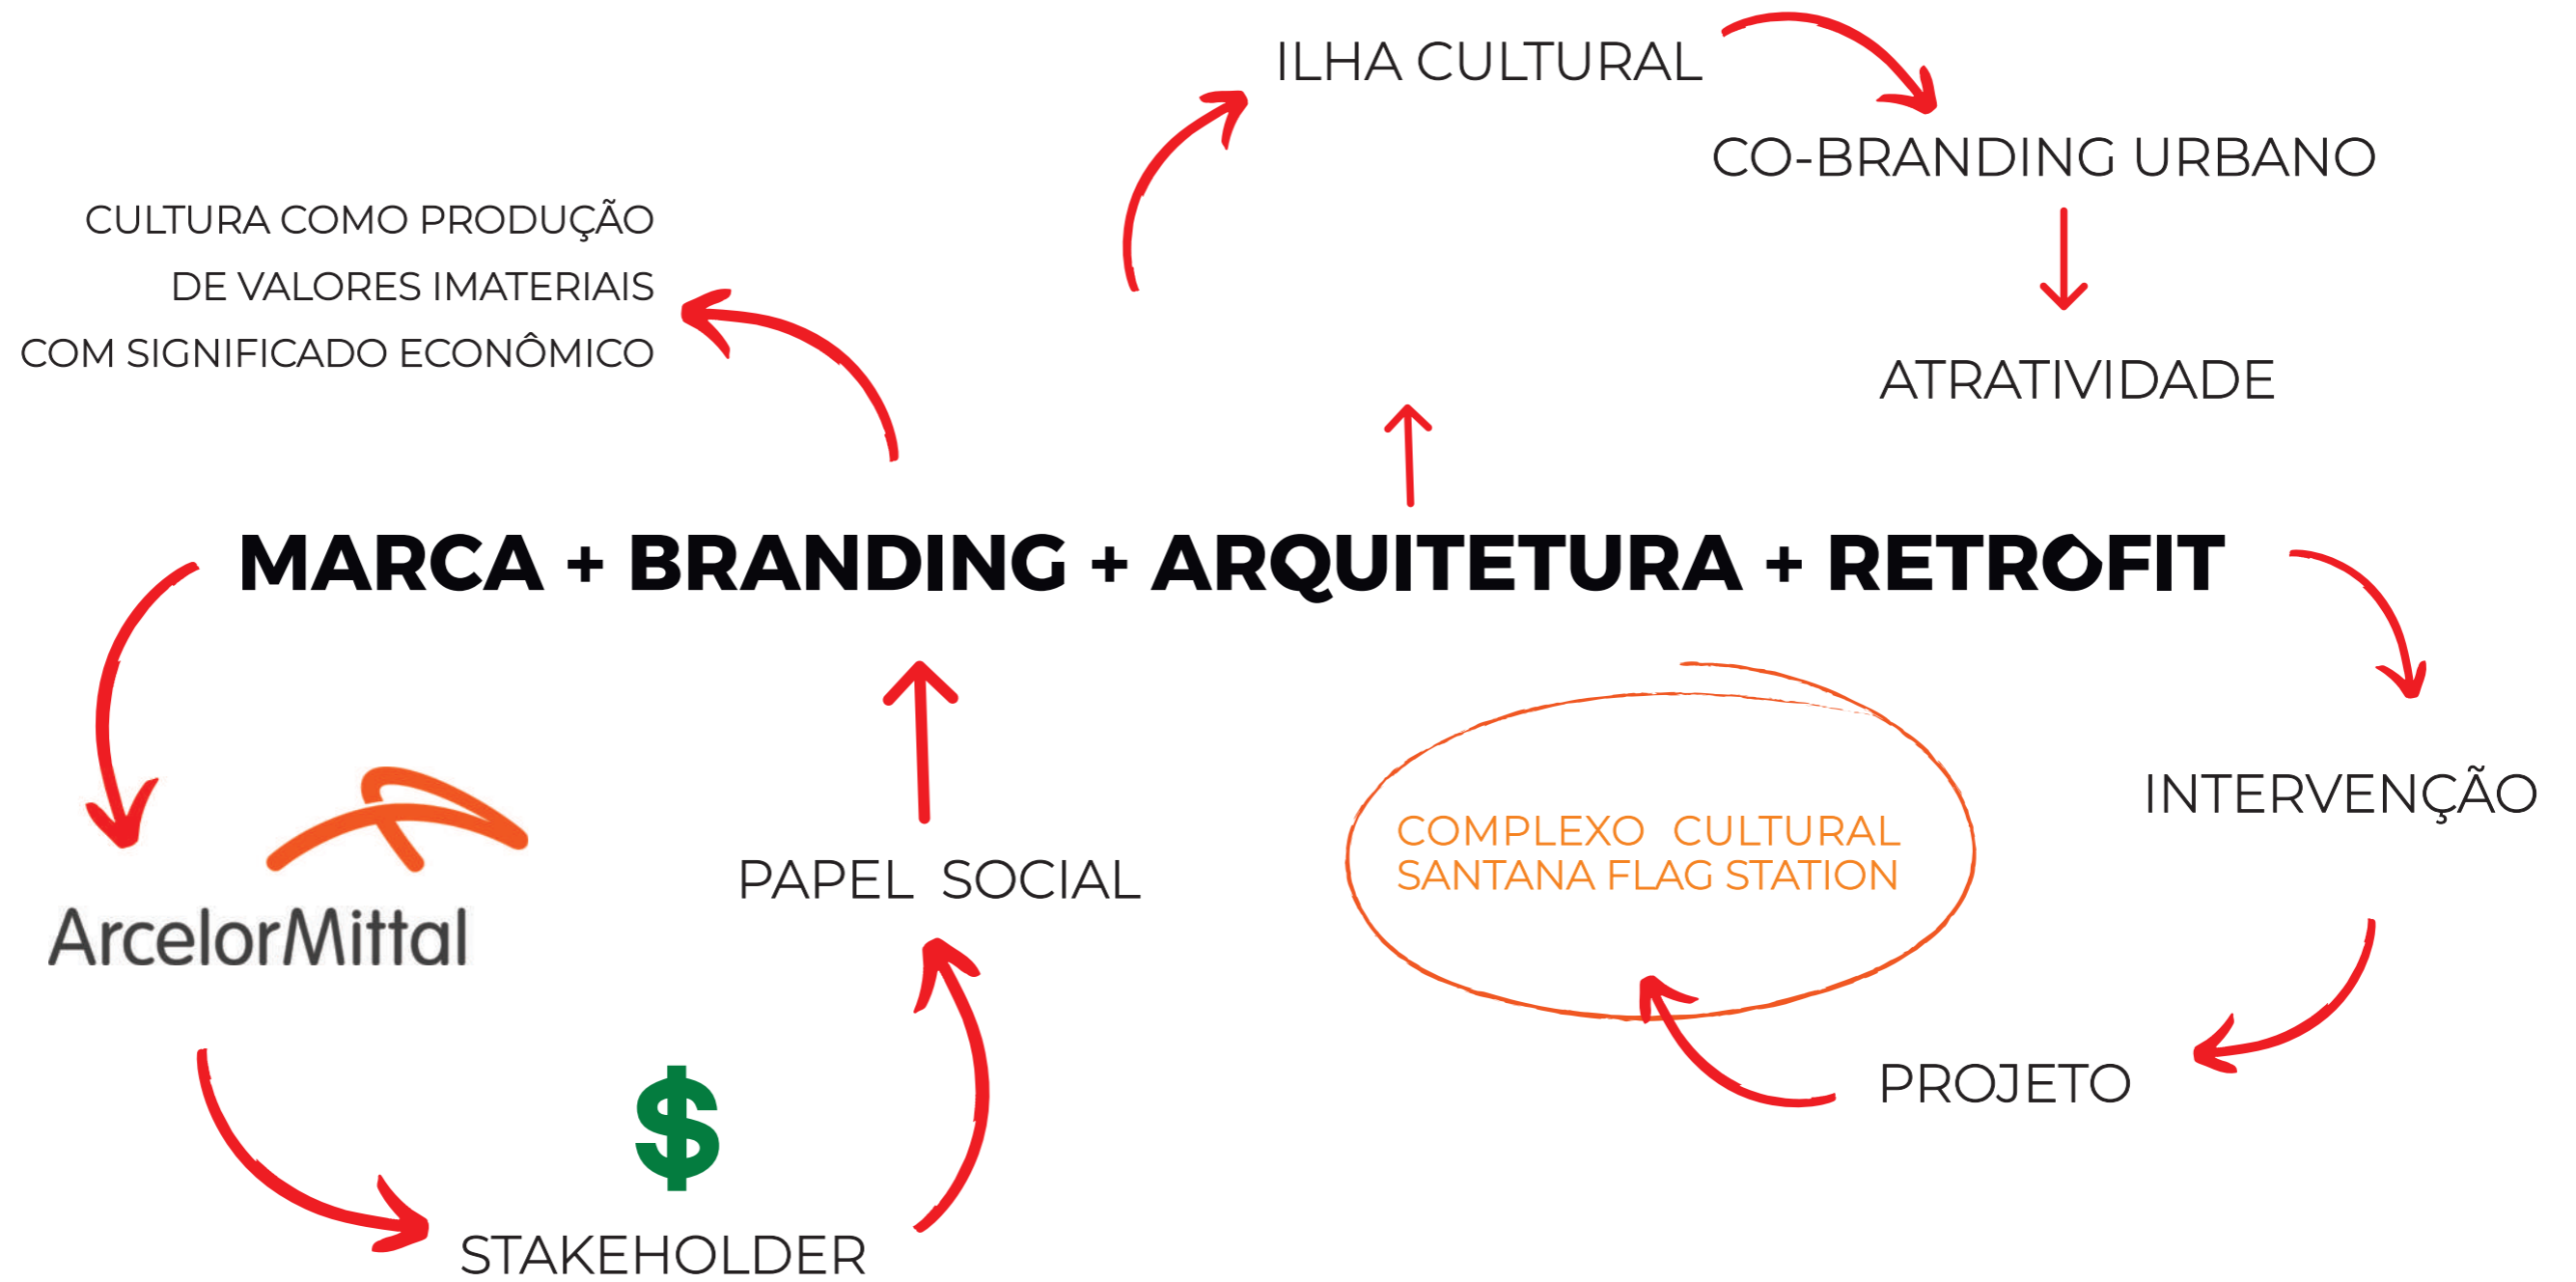 ILHA CULTURAL
CO-BRANDING URBANO
CULTURA COMO PRODUÇÃO
DE VALORES IMATERIAIS
COM SIGNIFICADO ECONÔMICO
ATRATIVIDADE
MARCA + BRANDING + ARQUITETURA + RETROFIT
INTERVENÇÃO
COMPLEXO CULTURAL
SANTANA FLAG STATION
PAPEL SOCIAL
ArcelorMittal
PROJETO
$
STAKEHOLDER